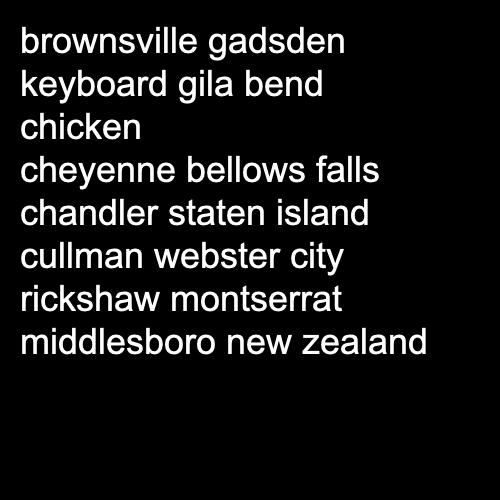 brownsville gadsden
keyboard gila bend
chicken
cheyenne bellows falls
chandler staten island
cullman webster city
rickshaw montserrat
middlesboro new zealand